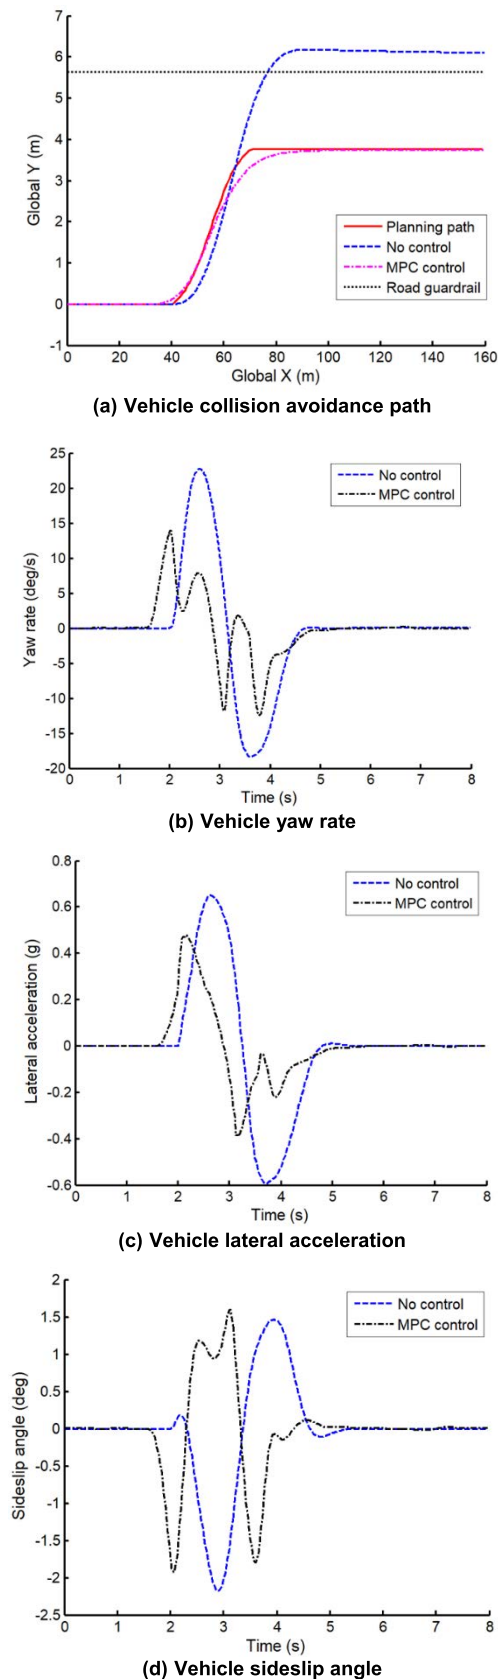 7
6
5
4
3
2
1
0
-1
Global Y (m)
Planning path
No control
MPC control
Road guardrail
0 20 40 60 80 100 120 140 160
Global X (m)
(a) Vehicle collision avoidance path
25
20
15
10
5
0
-5
-10
-15
-20
Yaw rate (deg/s)
No control
MPC control
0 1 2 3 4 5 6 7 8
Time (s)
(b) Vehicle yaw rate
0.8
0.6
0.4
0.2
0
-0.2
-0.4
-0.6
Lateral acceleration (g)
No control
MPC control
0 1 2 3 4 5 6 7 8
Time (s)
(c) Vehicle lateral acceleration
2
1.5
1
0.5
0
-0.5
-1
-1.5
-2
-2.5
Sideslip angle (deg)
No control
MPC control
0 1 2 3 4 5 6 7 8
Time (s)
(d) Vehicle sideslip angle